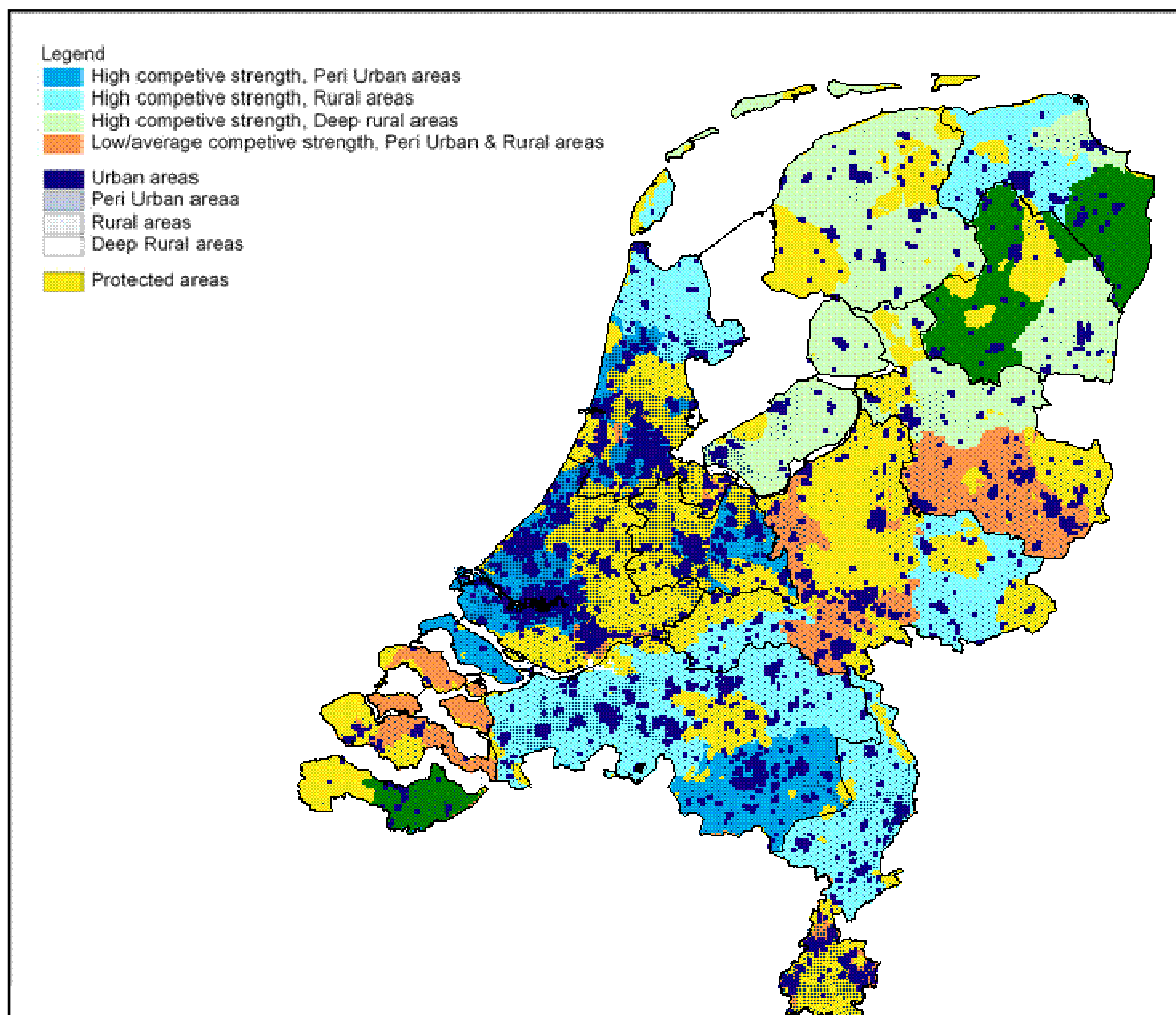 Legend
High competive strength, Peri Urban areas
High competive strength, Rural areas
High competive strength, Deep rural areas
Low/average competive strength, Peri Urban & Rural areas
Urban areas
Peri Urban areaa
Rural areas
Deep Rural areas
Protected areas